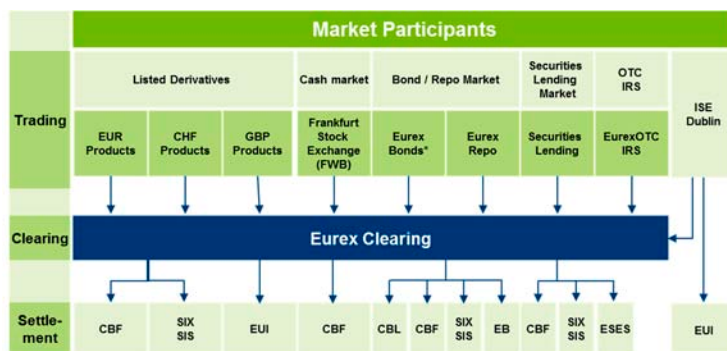 Market Participants
Trading
Listed Derivatives
Cash market
Bond / Repo Market
Securities
Lending
Market
OTC
IRS
ISE
Dublin
EUR
Products
CHF
Products
GBP
Products
Frankfurt
Stock
Exchange
(FWB)
Eurex
Bonds*
Eurex
Repo
Securities
Lending
EurexOTC
IRS
Clearing
Eurex Clearing
Settle-
ment
CBF
SIX
SIS
EUI
CBF
CBL
CBF
SIX
SIS
EB
CBF
SIX
SIS
ESES
EUI